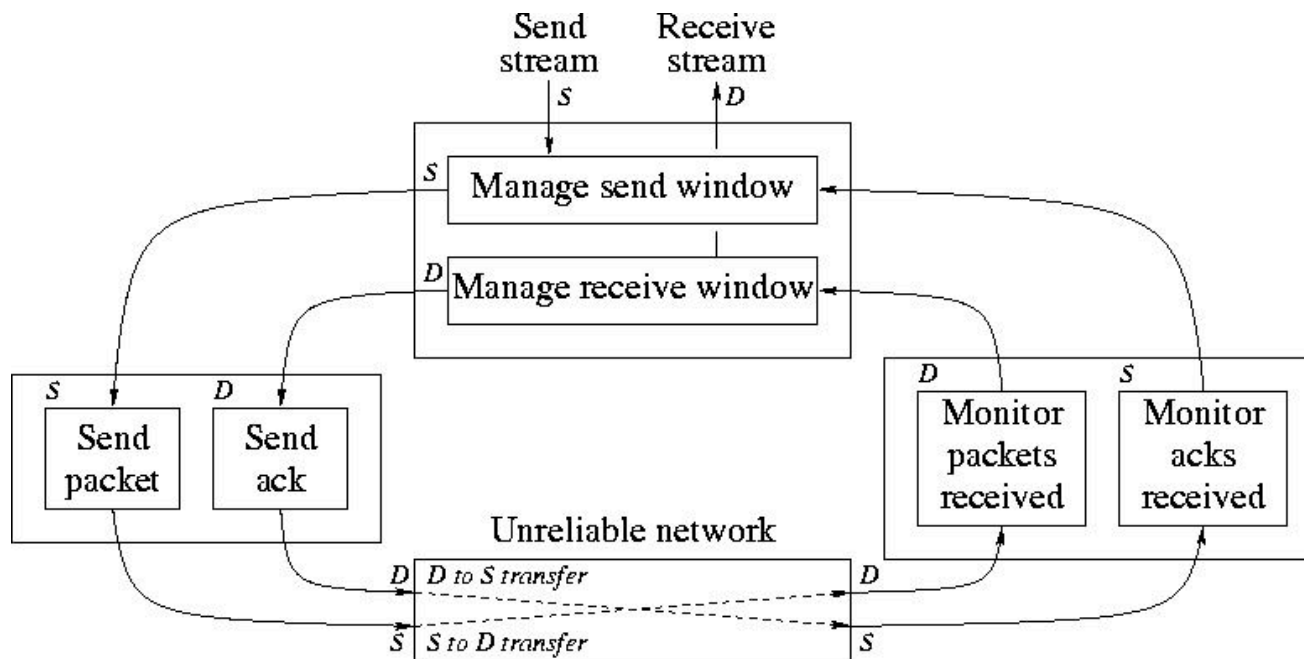 Send
stream
Receive
stream
S
D
S
Manage send window
D
Manage receive window
S
Send
packet
D
Send
ack
D
Monitor
packets
received
S
Monitor
acks
received
Unreliable network
D
D to S transfer
D
S
S to D transfer
S